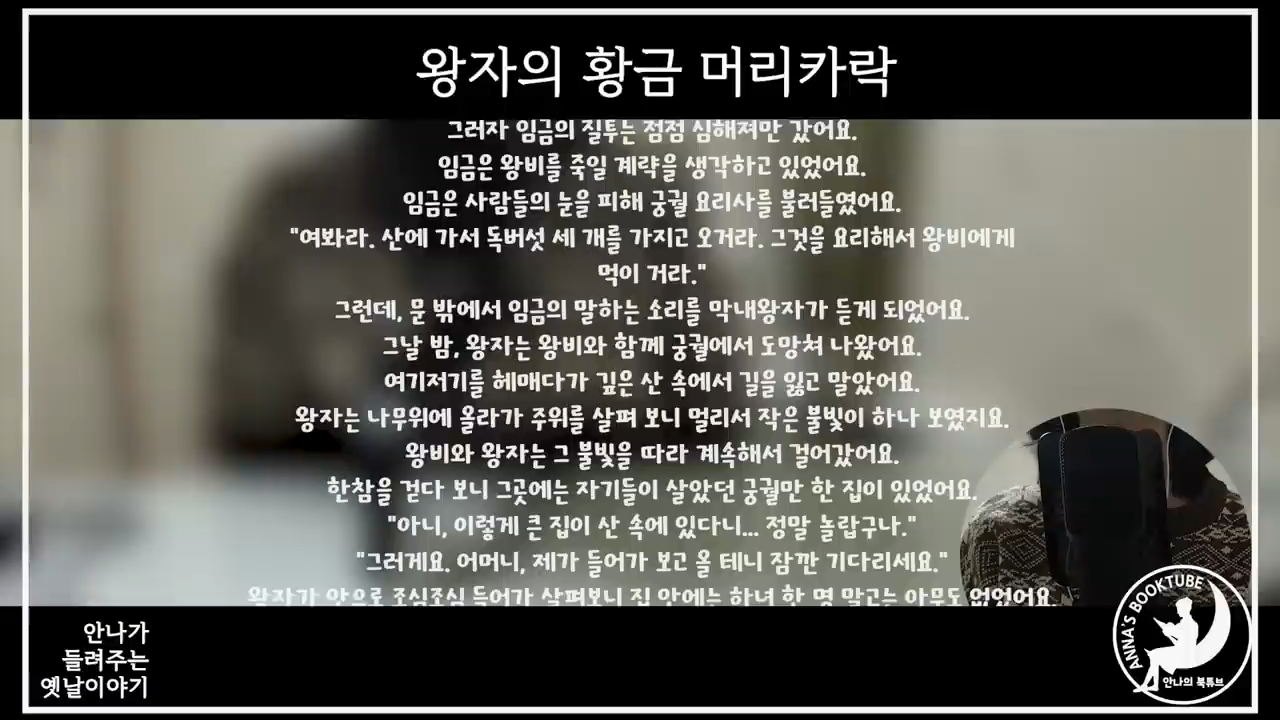 왕자의 황금 머리카락
그러자 임금의 질투는 점점 심해져만 갔어요.
임금은 왕비를 죽일 계략을 생각하고 있었어요.
임금은 사람들의 눈을 피해 궁궐 요리사를 불러들였어요.
"여봐라. 산에 가서 독버섯 세 개를 가지고 오거라. 그것을 요리해서 왕비에게
먹이 거라."
그런데, 문 밖에서 임금의 말하는 소리를 막내왕자가 듣게 되었어요.
그날 밤, 왕자는 왕비와 함께 궁궐에서 도망쳐 나왔어요.
여기저기를 헤매다가 깊은 산 속에서 길을 잃고 말았어요.
왕자는 나무위에 올라가 주위를 살펴 보니 멀리서 작은 불빛이 하나 보였지요.
왕비와 왕자는 그 불빛을 따라 계속해서 걸어갔어요.
한참을 걷다 보니 그곳에는 자기들이 살았던 궁궐만 한 집이 있었어요.
"아니, 이렇게 큰 집이 산 속에 있다니... 정말 놀랍구나."
"그러게요. 어머니, 제가 들어가 보고 올 테니 잠깐 기다리세요."
왕자가 안으로 조심조심 들어가 살펴보니 집 안에는 하녀 한 명 말고는 아무도 없었어요.
안나가
들려주는
옛날이야기
ANNA'S BOOKTUBE
안나의 북튜브